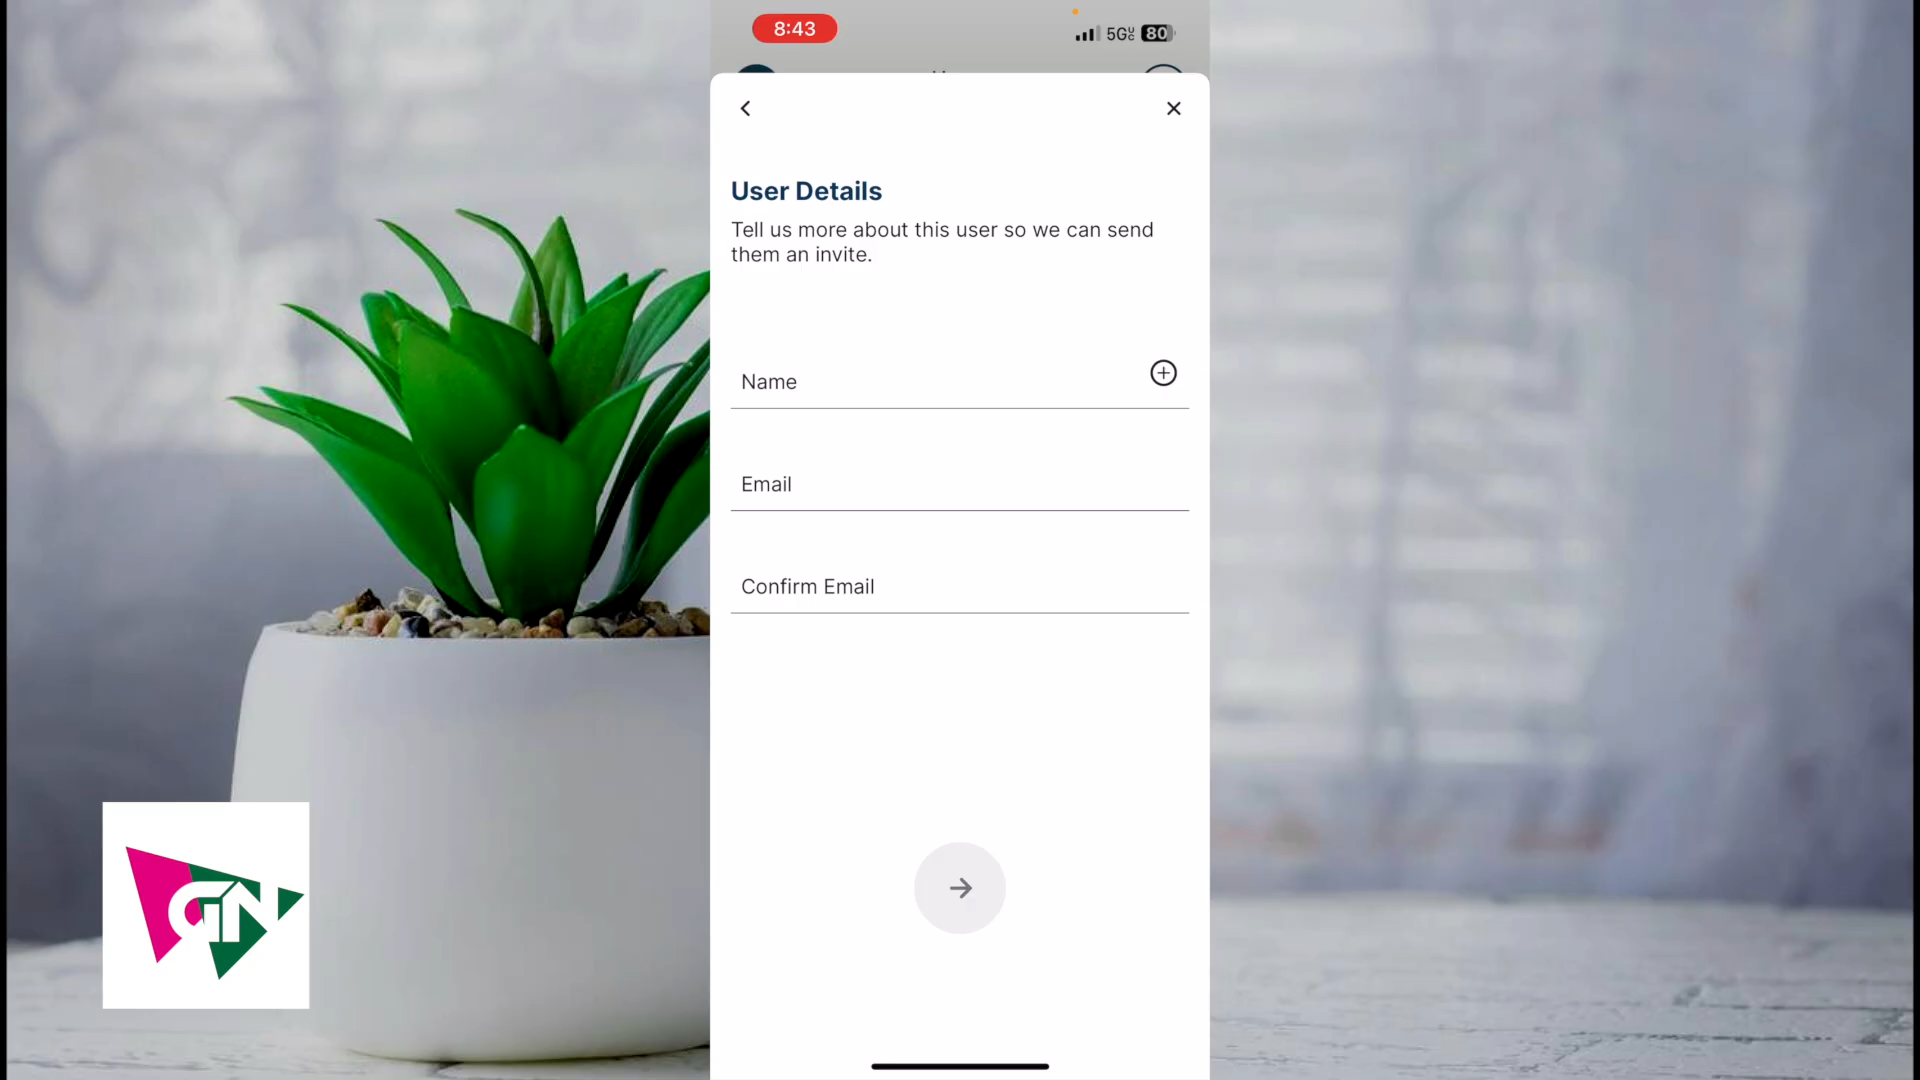 8:43
5G 80
User Details
Tell us more about this user so we can send
them an invite.
Name
Email
Confirm Email
GN